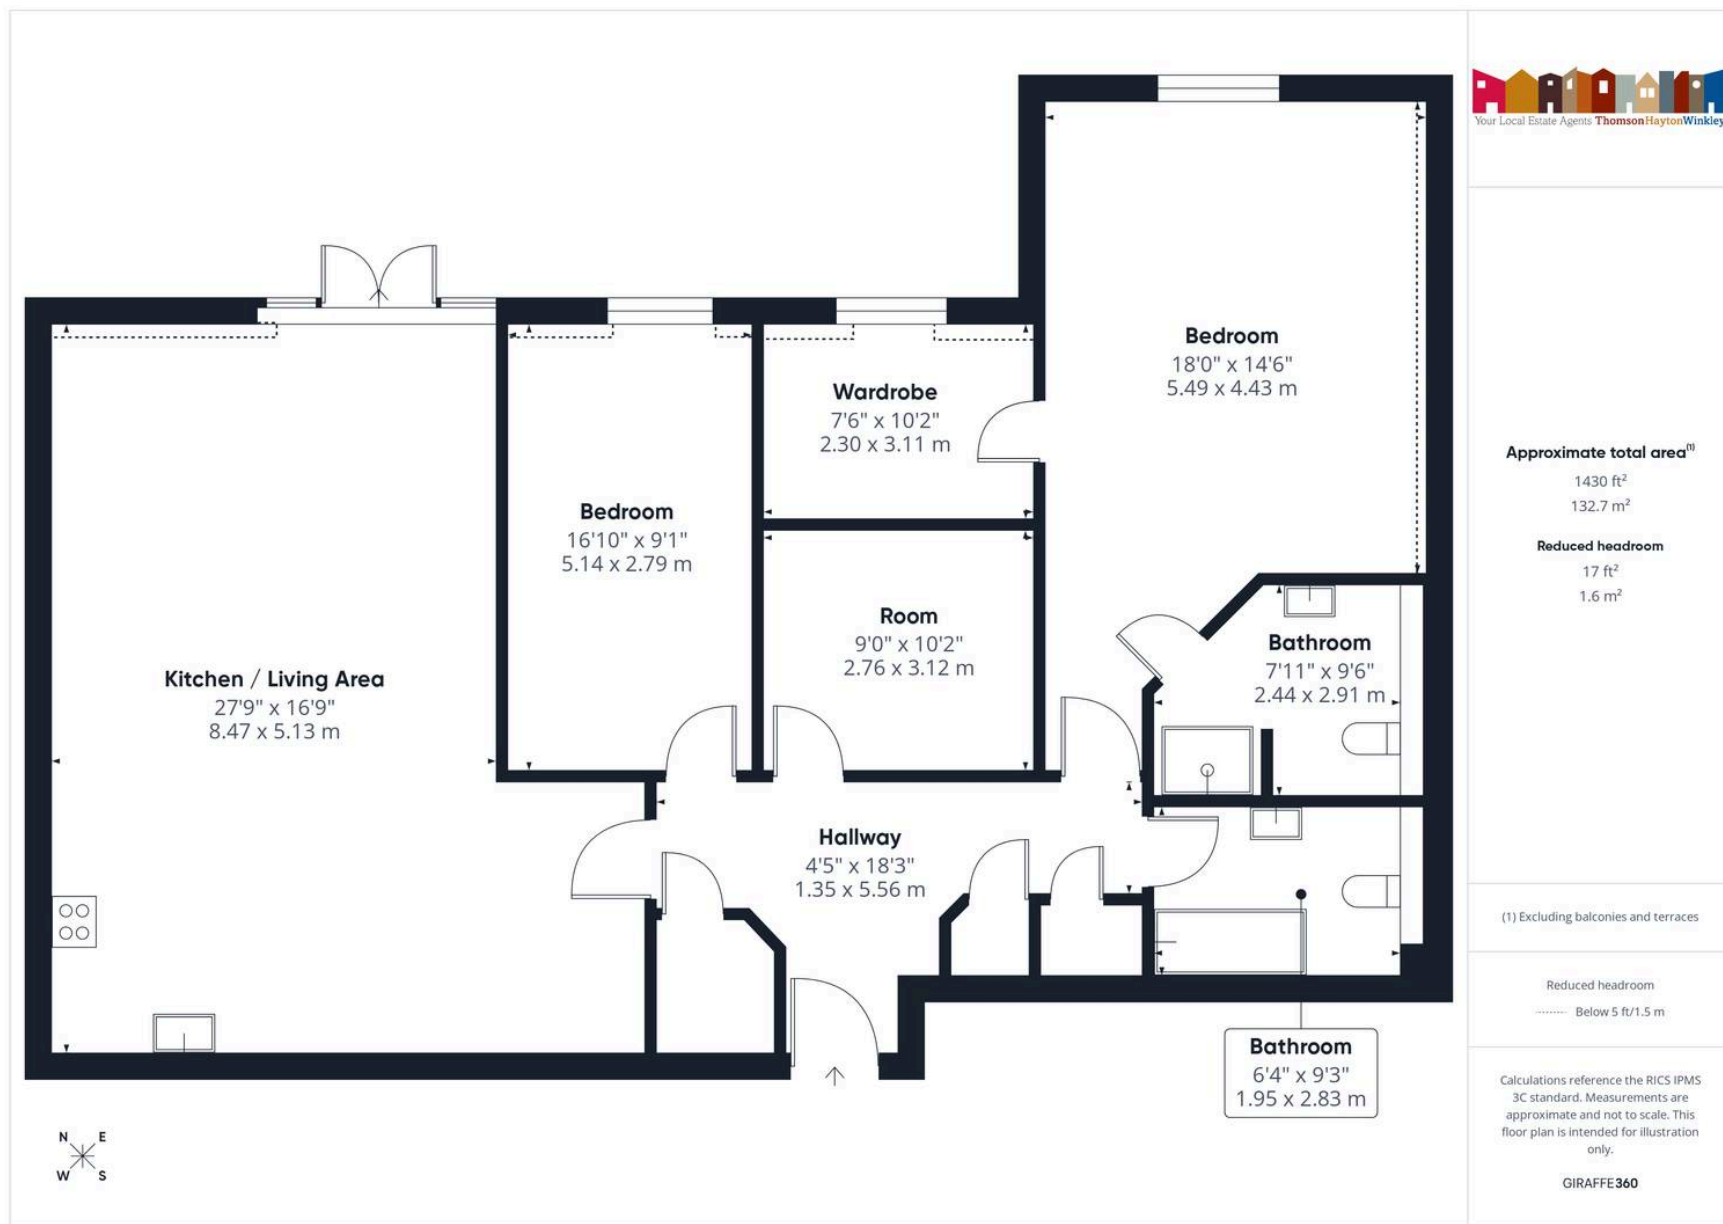 Your Local Estate Agents ThomsonHaytonWinkley
Bedroom
18'0" x 14'6"
5.49 x 4.43 m
Wardrobe
7'6" x 10'2"
2.30 x 3.11 m
Bedroom
16'10" x 9'1"
5.14 x 2.79 m
Room
9'0" x 10'2"
2.76 x 3.12 m
Bathroom
7'11" x 9'6"
2.44 x 2.91 m
Kitchen / Living Area
27'9" x 16'9"
8.47 x 5.13 m
Hallway
4'5" x 18'3"
1.35 x 5.56 m
Bathroom
6'4" x 9'3"
1.95 x 2.83 m
N E
W S
Approximate total area(1)
1430 ft²
132.7 m²
Reduced headroom
17 ft²
1.6 m²
(1) Excluding balconies and terraces
Reduced headroom
Below 5 ft/1.5 m
Calculations reference the RICS IPMS
3C standard. Measurements are
approximate and not to scale. This
floor plan is intended for illustration
only.
GIRAFFE360